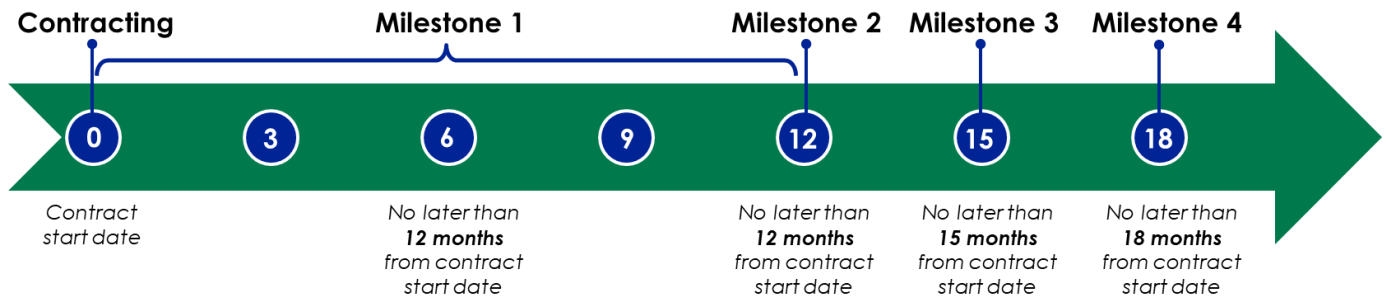 Contracting
Milestone 1
Milestone 2
Milestone 3
Milestone 4
0
3
6
9
12
15
18
Contract
start date
No later than
12 months
from contract
start date
No later than
12 months
from contract
start date
No later than
15 months
from contract
start date
No later than
18 months
from contract
start date